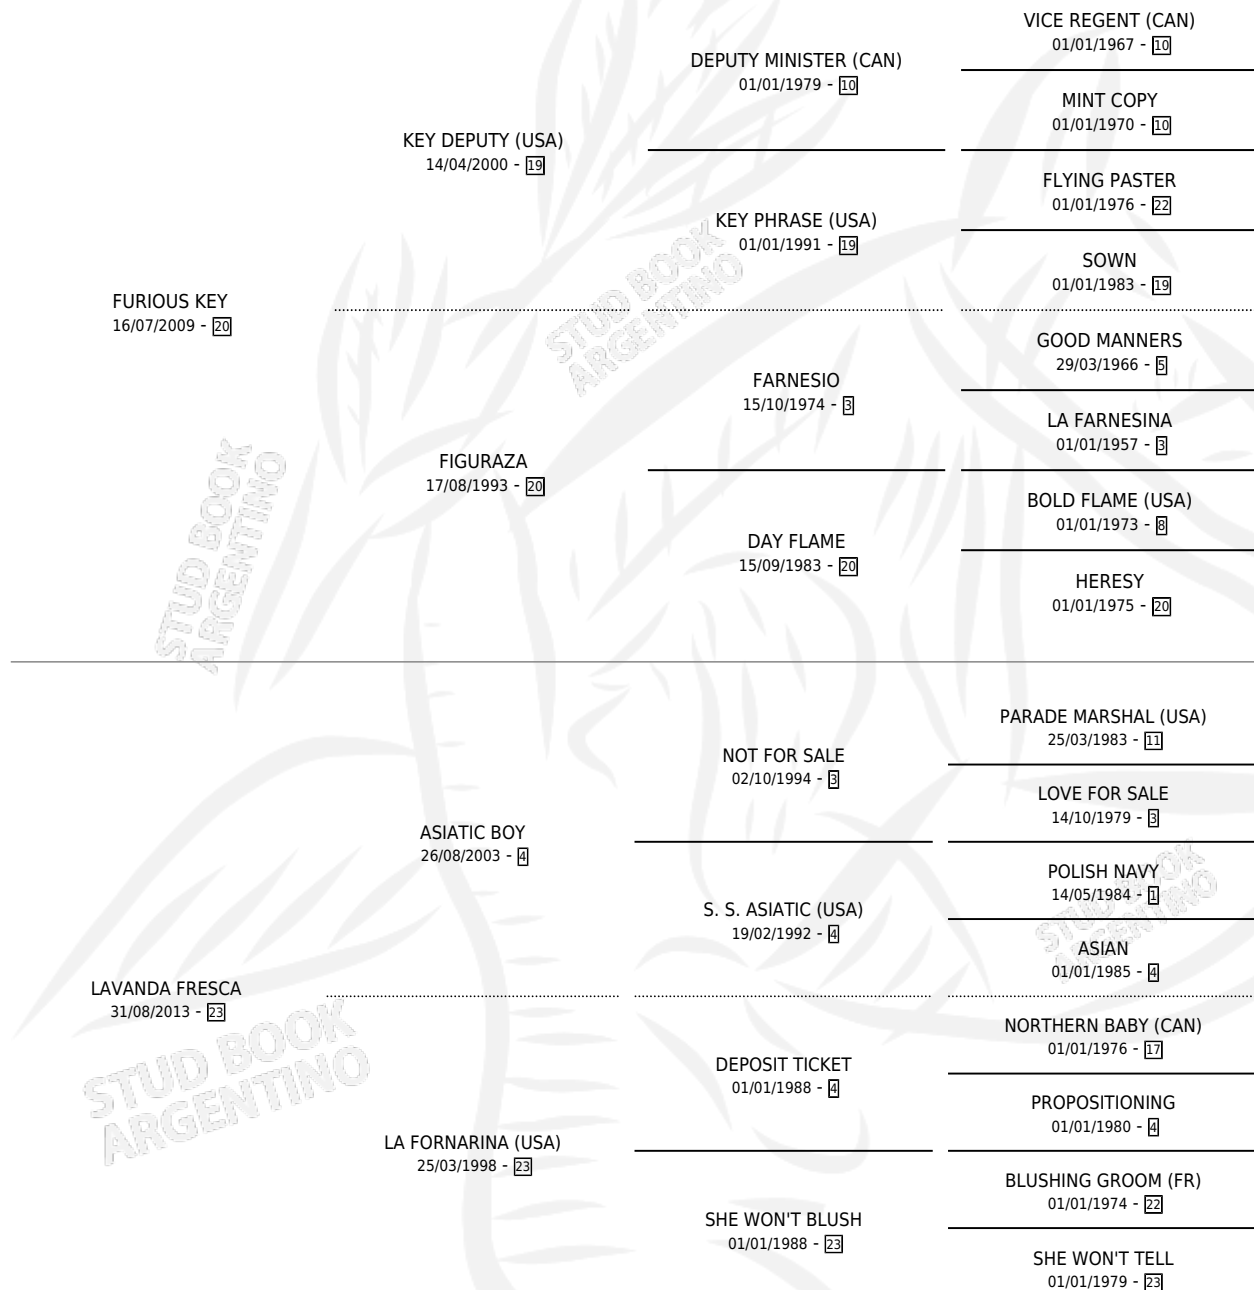 VICE REGENT (CAN)
01/01/1967 - 10
DEPUTY MINISTER (CAN)
01/01/1979 - 10
MINT COPY
01/01/1970 - 10
KEY DEPUTY (USA)
14/04/2000 - 19
FLYING PASTER
01/01/1976 - 22
KEY PHRASE (USA)
01/01/1991 - 19
SOWN
01/01/1983 - 19
FURIOUS KEY
16/07/2009 - 20
GOOD MANNERS
29/03/1966 - 5
FARNESIO
15/10/1974 - 3
LA FARNESINA
01/01/1957 - 3
FIGURAZA
17/08/1993 - 20
BOLD FLAME (USA)
01/01/1973 - 8
DAY FLAME
15/09/1983 - 20
HERESY
01/01/1975 - 20
PARADE MARSHAL (USA)
25/03/1983 - 11
NOT FOR SALE
02/10/1994 - 3
LOVE FOR SALE
14/10/1979 - 3
ASIATIC BOY
26/08/2003 - 4
POLISH NAVY
14/05/1984 - 1
S. S. ASIATIC (USA)
19/02/1992 - 4
ASIAN
01/01/1985 - 4
LAVANDA FRESCA
31/08/2013 - 23
NORTHERN BABY (CAN)
01/01/1976 - 17
DEPOSIT TICKET
01/01/1988 - 4
PROPOSITIONING
01/01/1980 - 4
LA FORNARINA (USA)
25/03/1998 - 23
BLUSHING GROOM (FR)
01/01/1974 - 22
SHE WON'T BLUSH
01/01/1988 - 23
SHE WON'T TELL
01/01/1979 - 23
STUD BOOK
ARGENTINO
STUD BOOK
ARGENTINO
STUD BOOK
ARGENTINO
STUD BOOK
ARGENTINO